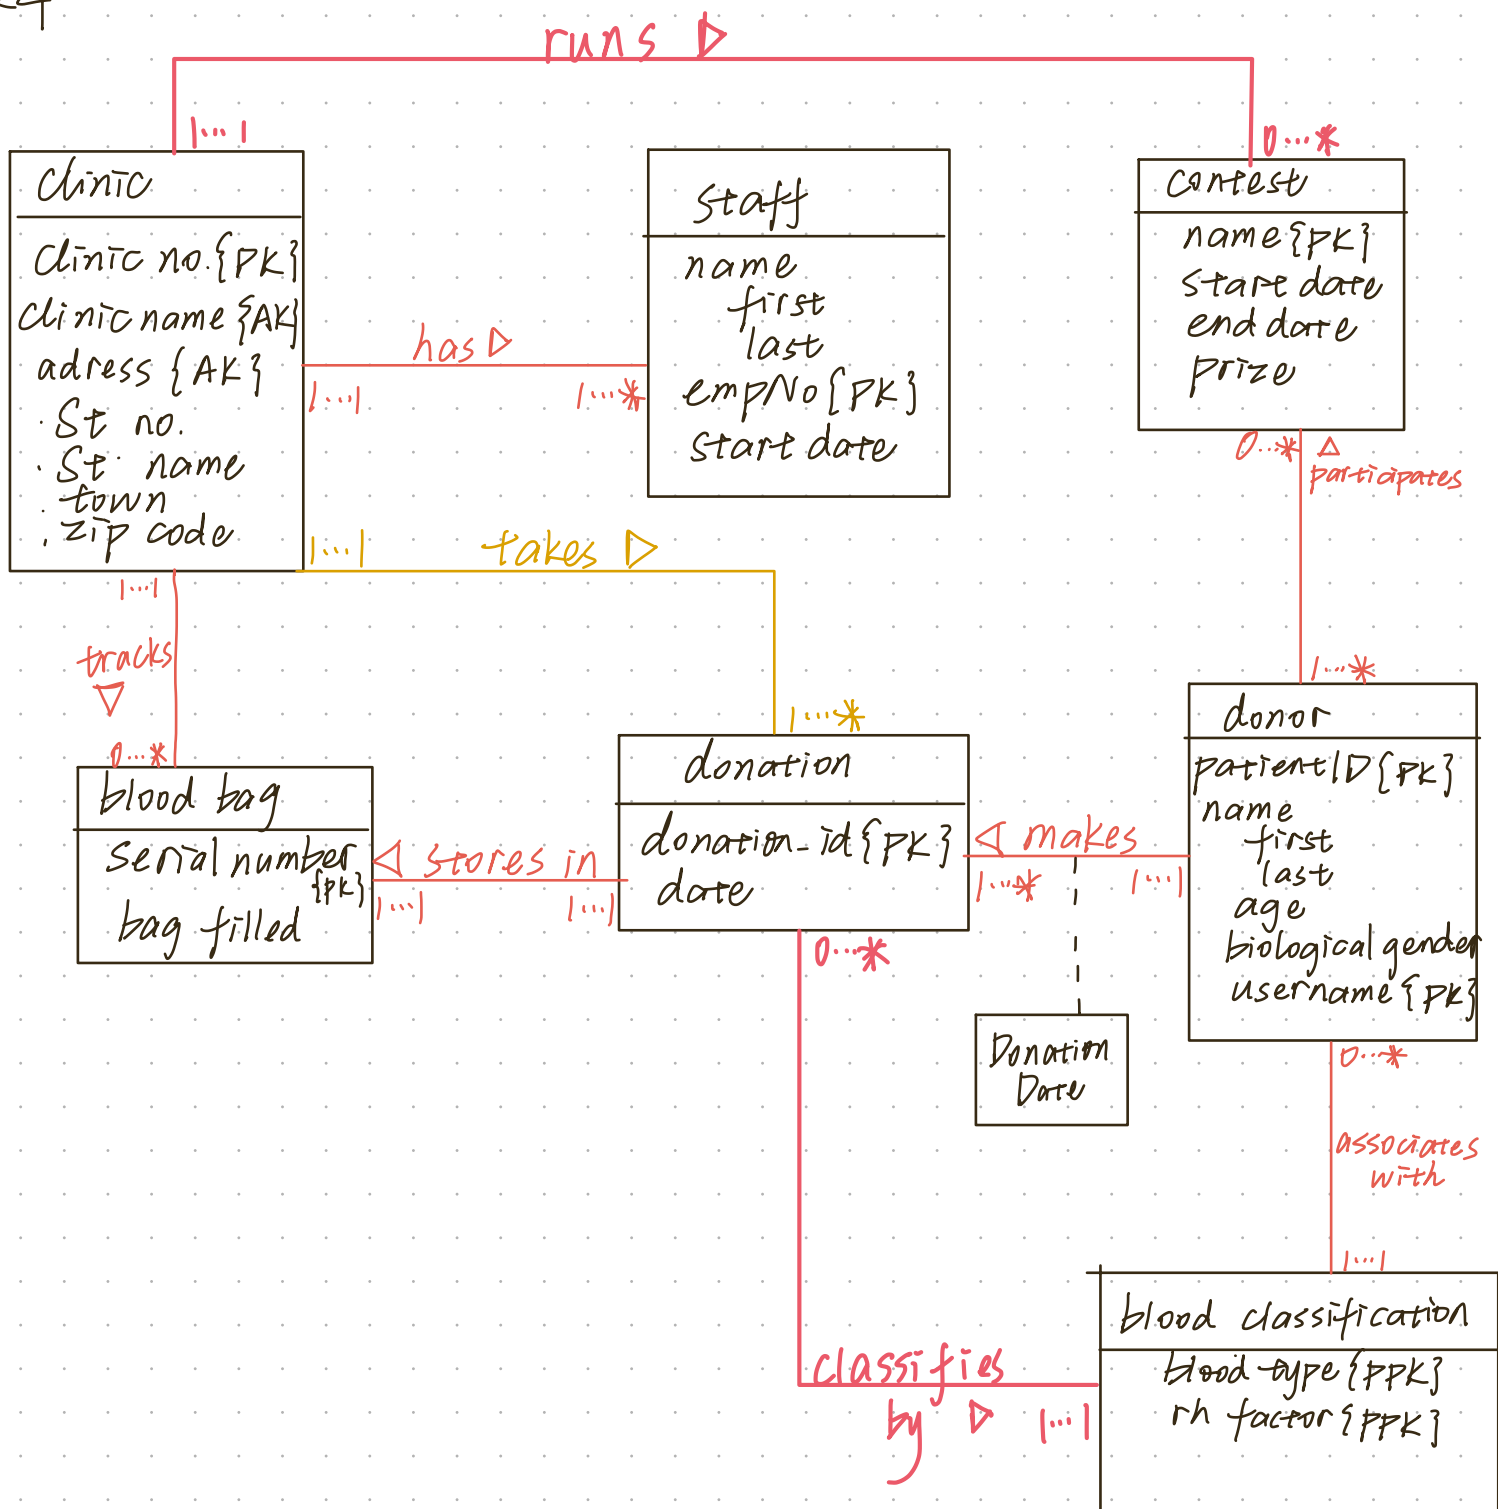 runs
1...1
0...*
clinic
clinic no.{PK}
clinic name {AK}
adress {AK}
. St no.
. St name
. town
. zip code
has
1...1
1...*
staff
name
first
last
empNo{PK}
start date
contest
name{PK}
start date
end date
prize
0...*
participates
1...*
1...1
takes
1...*
1...1
tracks
0...*
blood bag
serial number
{PK}
bag filled
stores in
1...1
1...1
donation
donation_id{PK}
date
makes
1...*
1...1
donor
patientID{PK}
name
first
last
age
biological gender
username{PK}
0...*
Donation
Date
0...*
associates
with
1...1
classifies
by
1...1
blood classification
blood type{PPK}
rh factor{PPK}